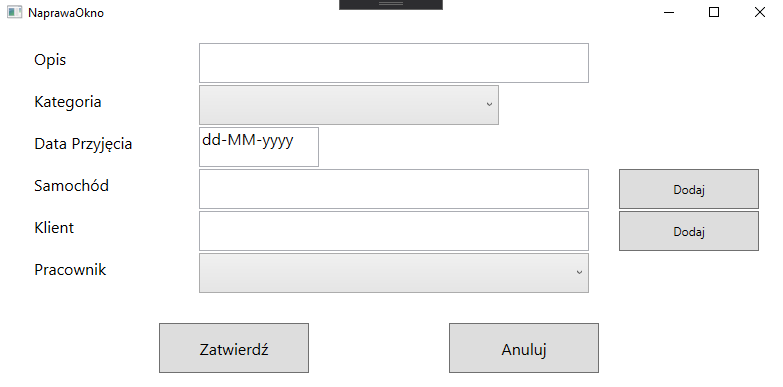 NaprawaOkno
Opis
Kategoria
Data Przyjęcia dd-MM-yyyy
Samochód Dodaj
Klient Dodaj
Pracownik
Zatwierdź Anuluj